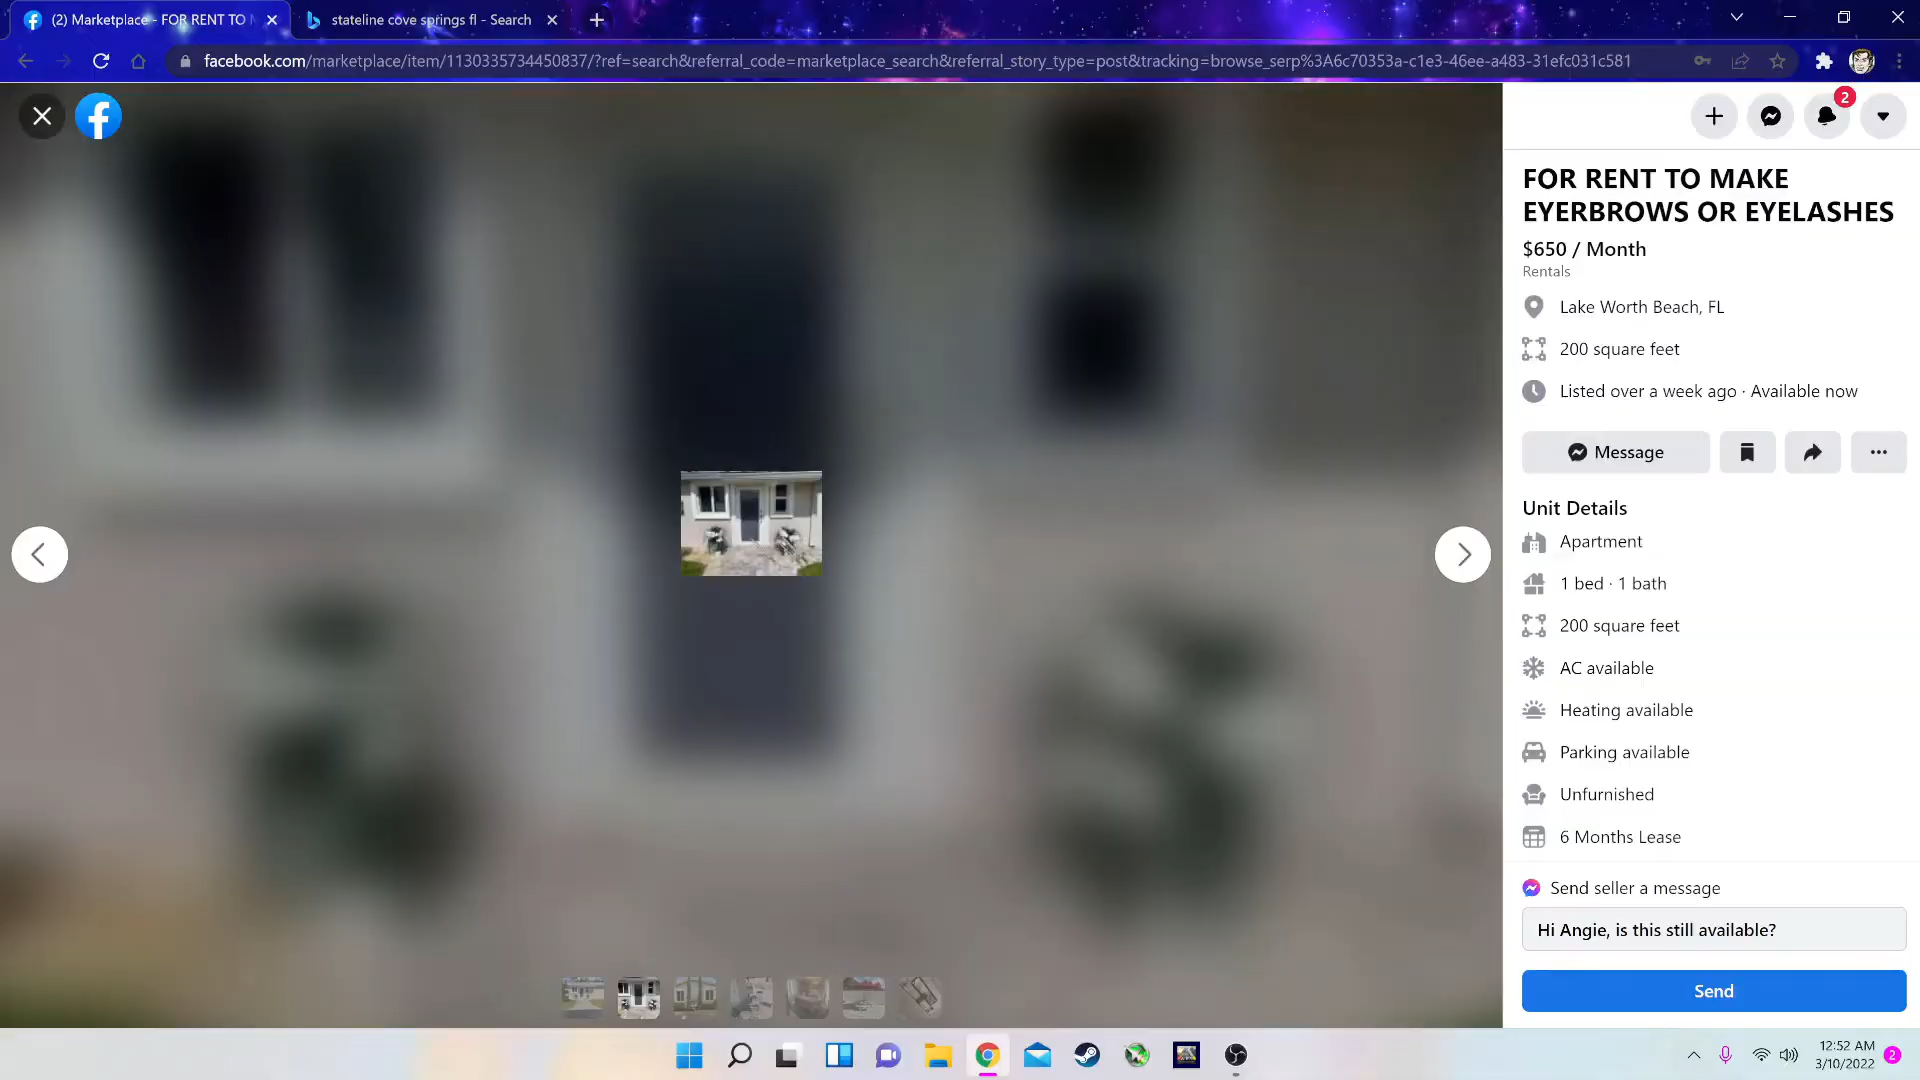 (2) Marketplace - FOR RENT TO
stateline cove springs fl - Search
facebook.com/marketplace/item/1130335734450837/?ref=search&referral_code=marketplace_search&referral_story_type=post&tracking=browse_serp%3A6c70353a-c1e3-46ee-a483-31efc031c581
2
FOR RENT TO MAKE
EYERBROWS OR EYELASHES
$650 / Month
Rentals
Lake Worth Beach, FL
200 square feet
Listed over a week ago · Available now
Message
Unit Details
Apartment
1 bed · 1 bath
200 square feet
AC available
Heating available
Parking available
Unfurnished
6 Months Lease
Send seller a message
Hi Angie, is this still available?
Send
12:52 AM
3/10/2022
2